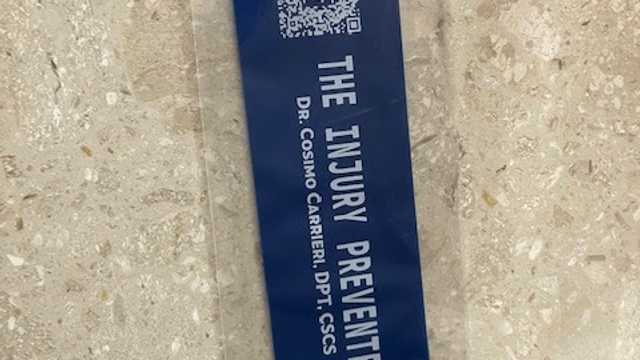 THE INJURY PREVENT
DR. COSIMO CARRIERI, DPT, CSCS